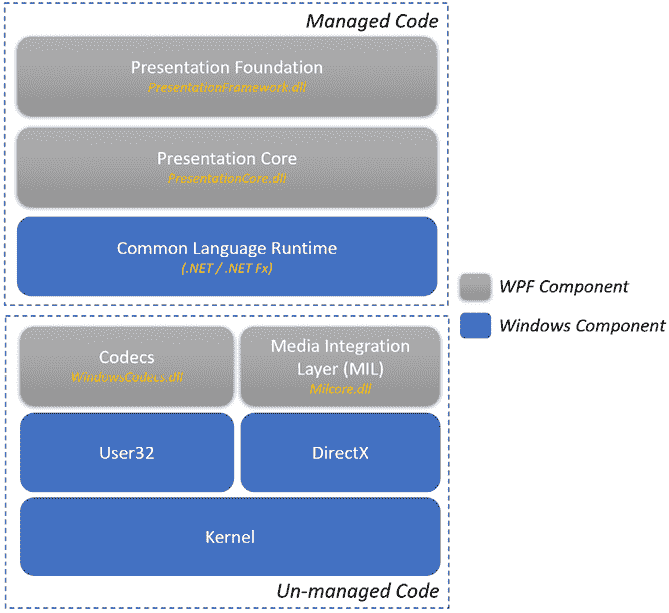 Managed Code
Presentation Foundation
PresentationFramework.dll
Presentation Core
PresentationCore.dll
Common Language Runtime
(.NET / .NET Fx)
WPF Component
Windows Component
Codecs
WindowsCodecs.dll
Media Integration
Layer (MIL)
Milcore.dll
User32
DirectX
Kernel
Un-managed Code